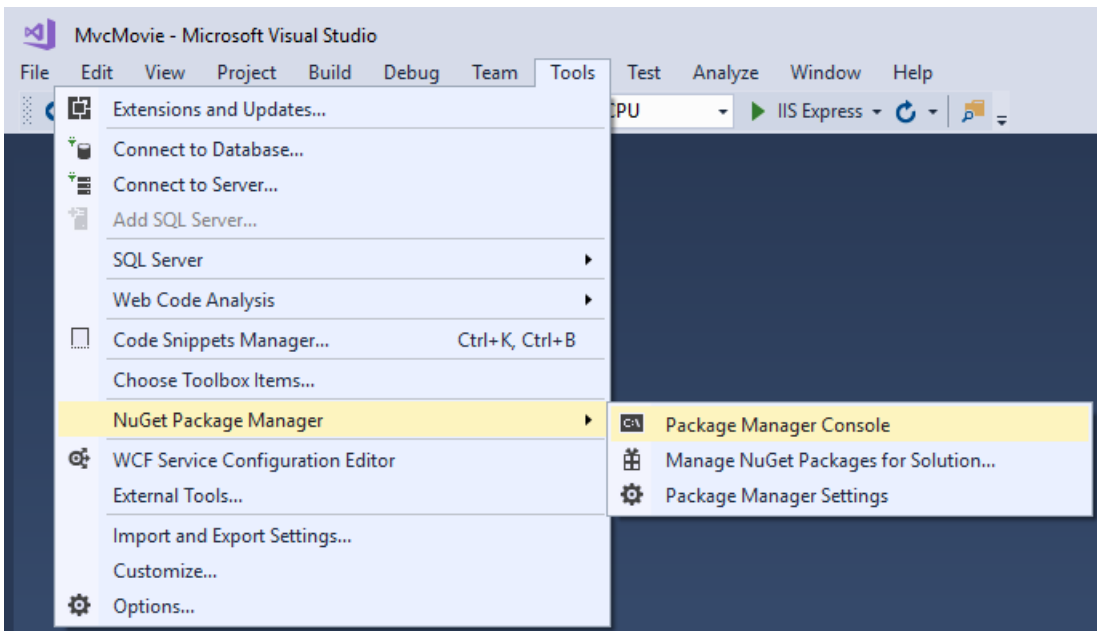 MvcMovie - Microsoft Visual Studio
File Edit View Project Build Debug Team Tools Test Analyze Window Help
Extensions and Updates... CPU IIS Express
Connect to Database...
Connect to Server...
Add SQL Server...
SQL Server
Web Code Analysis
Code Snippets Manager... Ctrl+K, Ctrl+B
Choose Toolbox Items...
NuGet Package Manager
Package Manager Console
Manage NuGet Packages for Solution...
Package Manager Settings
WCF Service Configuration Editor
External Tools...
Import and Export Settings...
Customize...
Options...